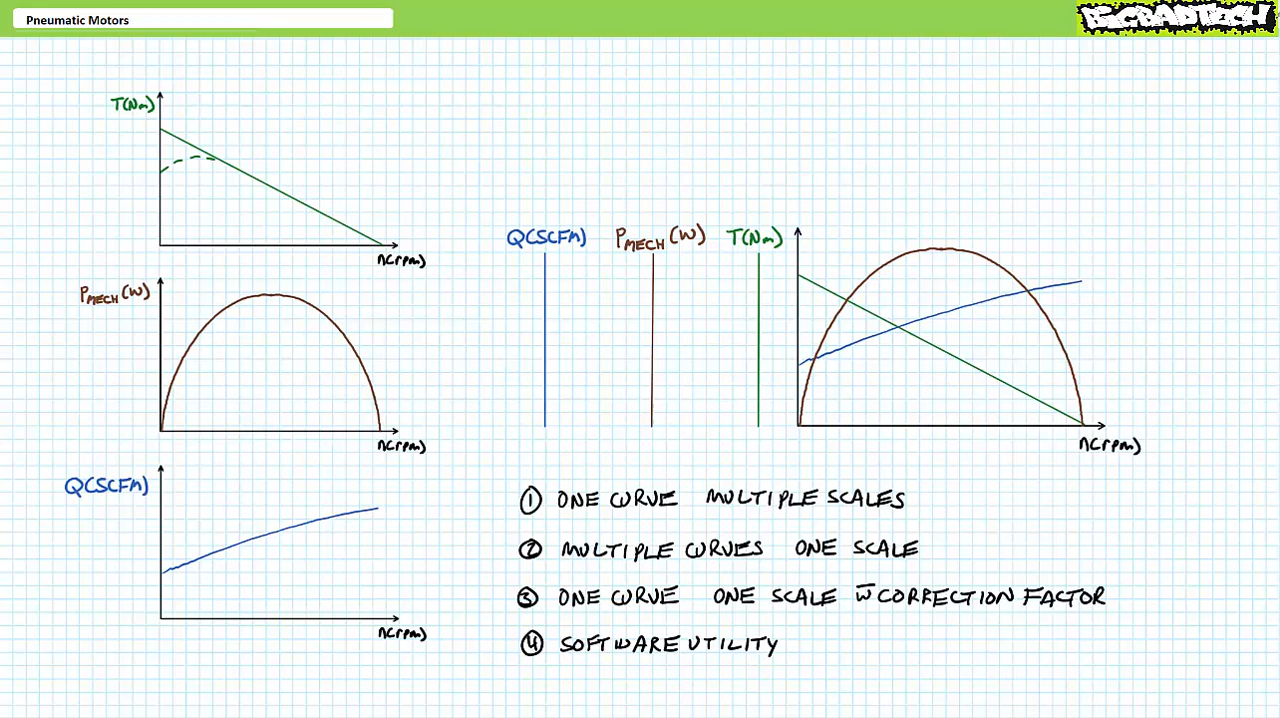 Pneumatic Motors
BIGBADTECH
T(Nm)
n(rpm)
PMECH(W)
n(rpm)
Q(SCFM)
n(rpm)
Q(SCFM) PMECH(W) T(Nm)
n(rpm)
① ONE CURVE MULTIPLE SCALES
② MULTIPLE CURVES ONE SCALE
③ ONE CURVE ONE SCALE w̅ CORRECTION FACTOR
④ SOFTWARE UTILITY